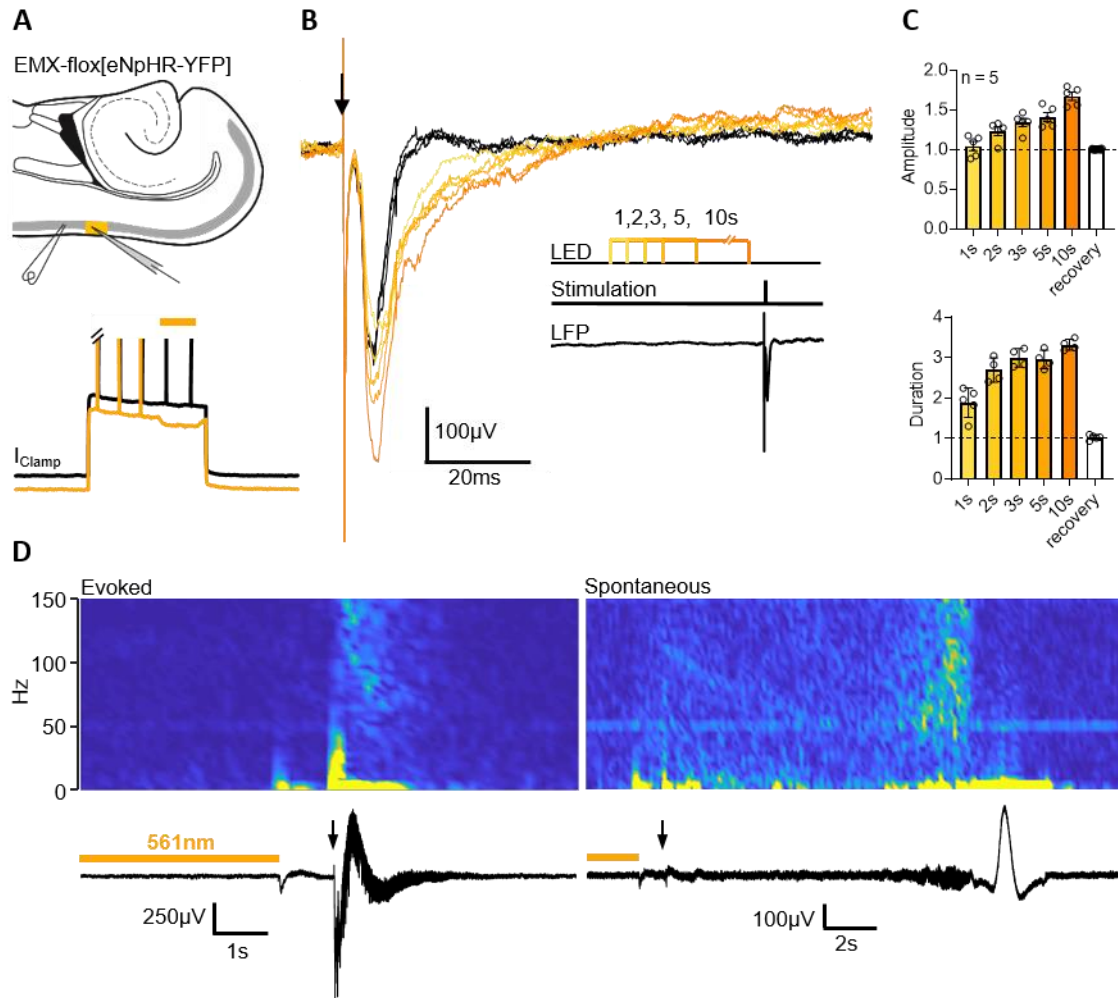 A
EMX-flox[eNpHR-YFP]
IClamp
B
1,2,3, 5, 10s
LED
Stimulation
LFP
100µV
20ms
C
2.0
n = 5
1.5
1.0
0.5
0.0
Amplitude
1s
2s
3s
5s
10s
recovery
4
3
2
1
0
Duration
1s
2s
3s
5s
10s
recovery
D
Evoked
Spontaneous
150
100
50
0
Hz
561nm
250µV
1s
100µV
2s